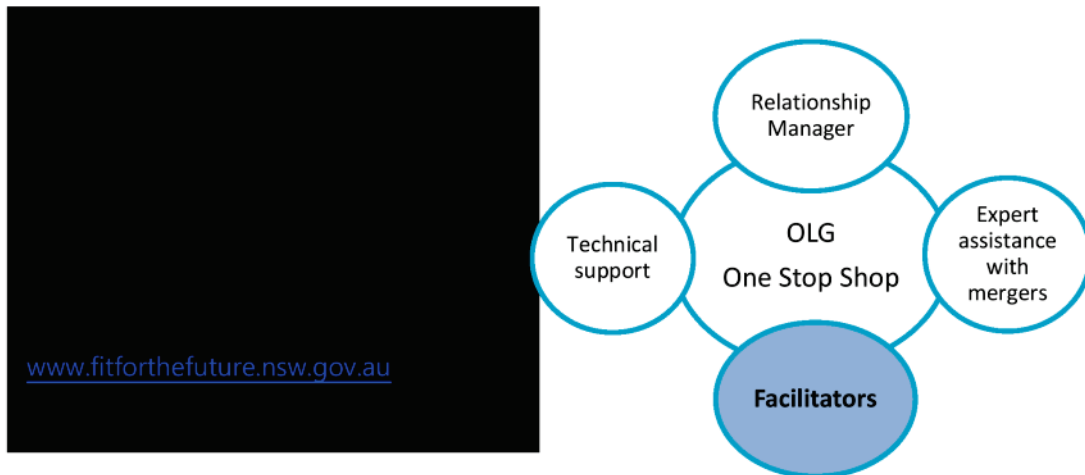 www.fitforthefuture.nsw.gov.au
Relationship
Manager
Technical
support
OLG
One Stop Shop
Expert
assistance
with
mergers
Facilitators